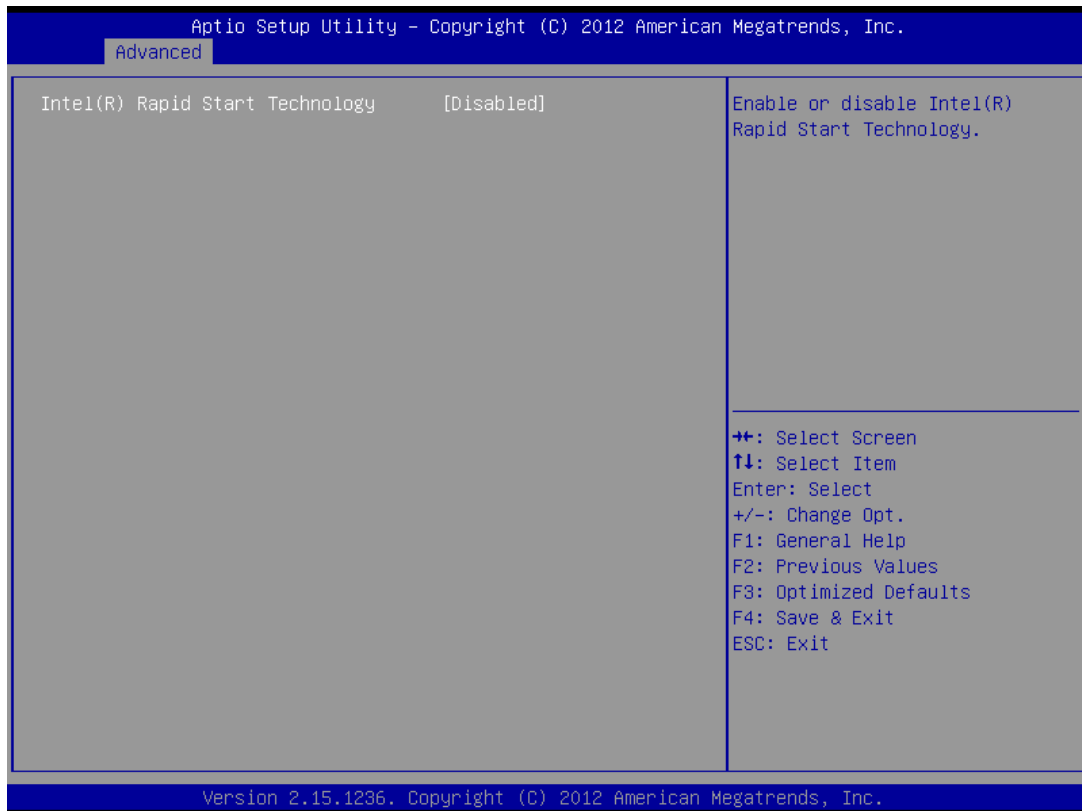 Aptio Setup Utility – Copyright (C) 2012 American Megatrends, Inc.
Advanced
Intel(R) Rapid Start Technology [Disabled]
Enable or disable Intel(R)
Rapid Start Technology.
→←: Select Screen
↑↓: Select Item
Enter: Select
+/-: Change Opt.
F1: General Help
F2: Previous Values
F3: Optimized Defaults
F4: Save & Exit
ESC: Exit
Version 2.15.1236. Copyright (C) 2012 American Megatrends, Inc.